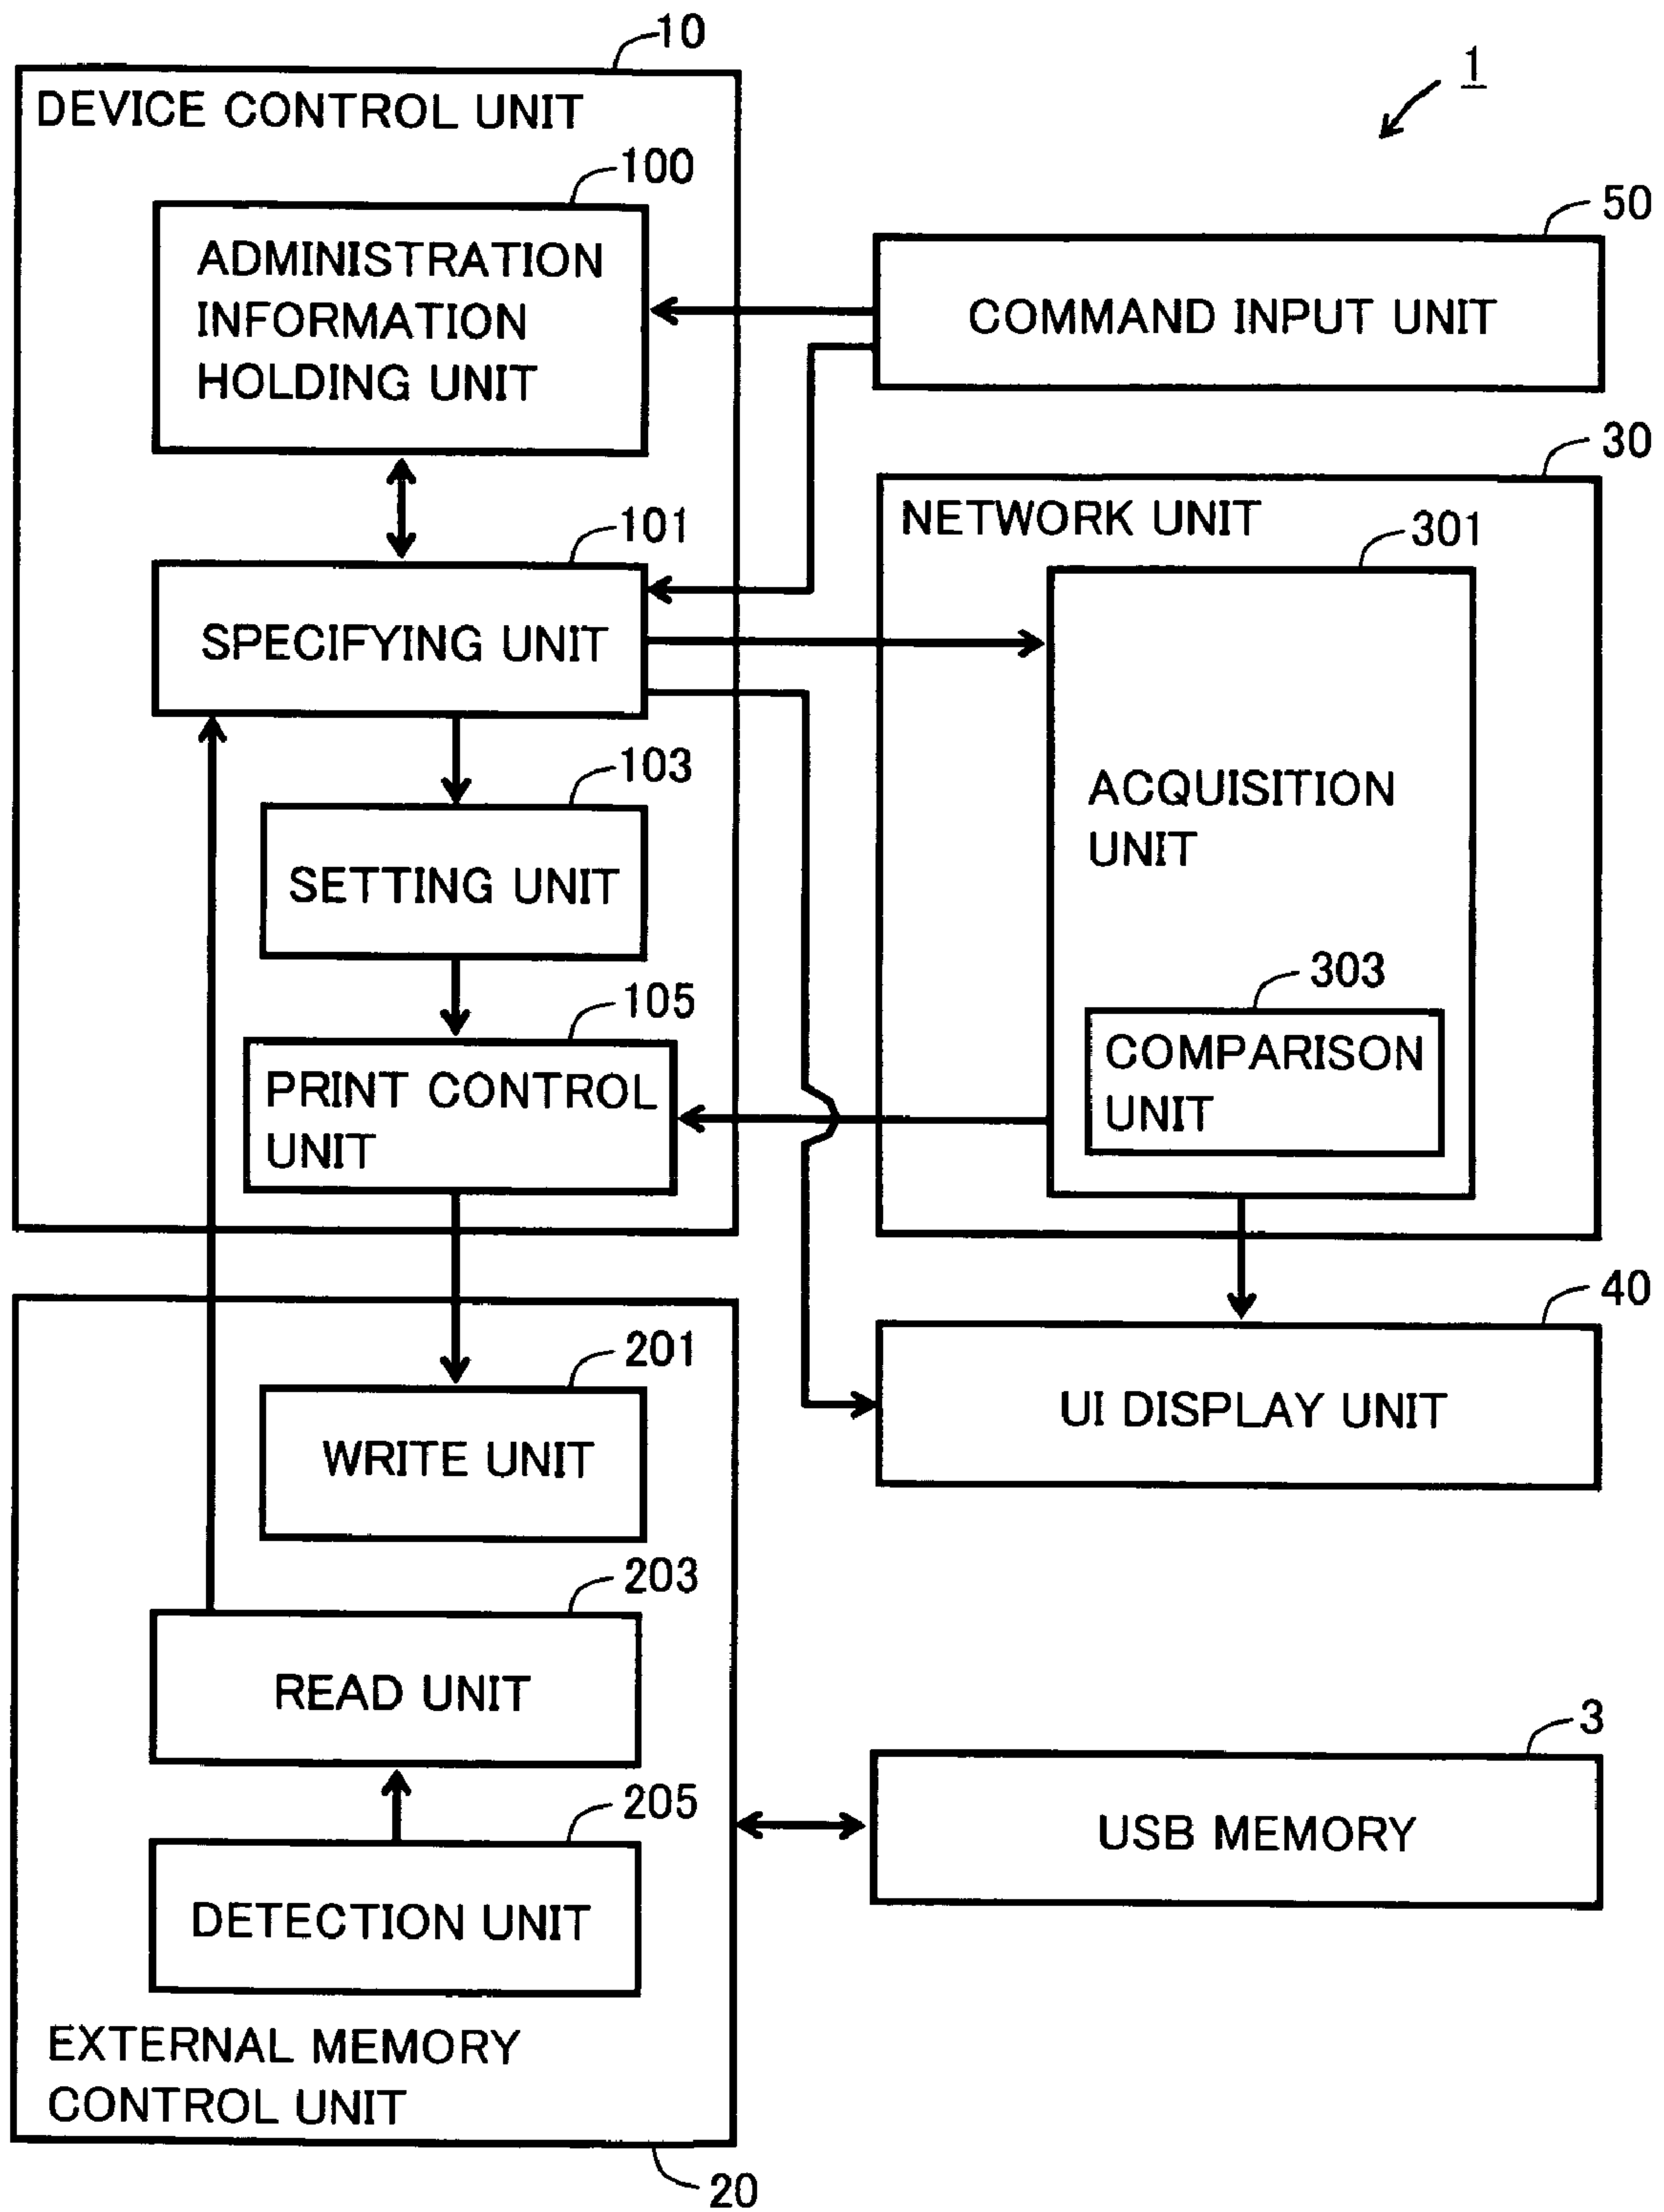 10
1
DEVICE CONTROL UNIT
100
ADMINISTRATION
INFORMATION
HOLDING UNIT
50
COMMAND INPUT UNIT
30
NETWORK UNIT
101
SPECIFYING UNIT
301
ACQUISITION
UNIT
103
SETTING UNIT
303
COMPARISON
UNIT
105
PRINT CONTROL
UNIT
40
UI DISPLAY UNIT
201
WRITE UNIT
203
READ UNIT
3
USB MEMORY
205
DETECTION UNIT
EXTERNAL MEMORY
CONTROL UNIT
20